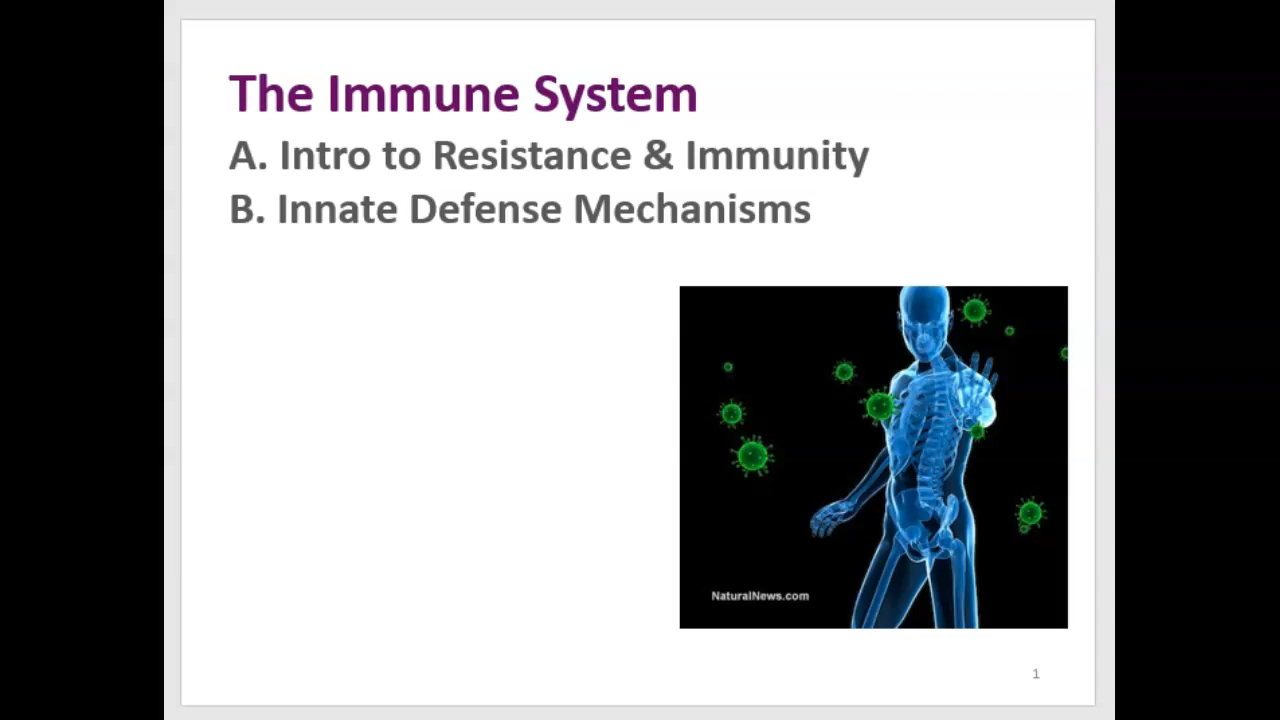 The Immune System
A. Intro to Resistance & Immunity
B. Innate Defense Mechanisms
NaturalNews.com
1